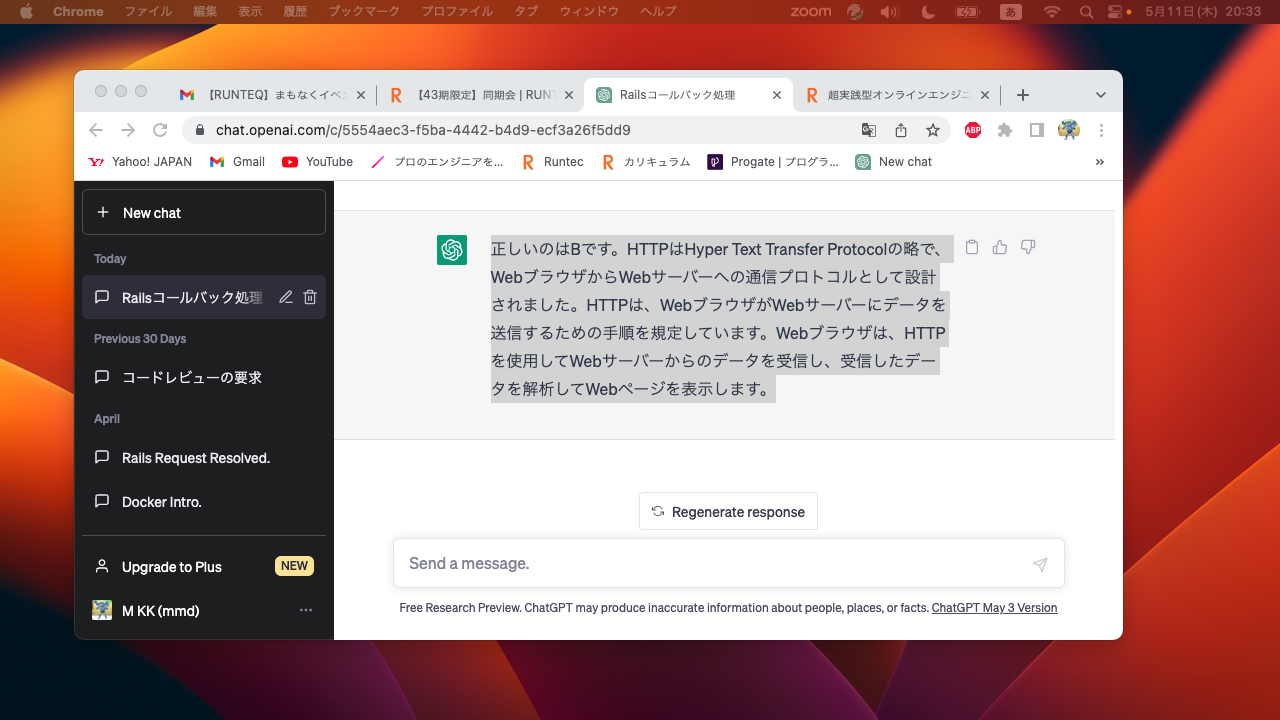 Chrome ファイル 編集 表示 履歴 ブックマーク プロファイル タブ ウィンドウ ヘルプ zoom あ 5月11日(木) 20:33
【RUNTEQ】まもなくイベン 【43期限定】同期会 | RUNT Railsコールバック処理 超実践型オンラインエンジニ
chat.openai.com/c/5554aec3-f5ba-4442-b4d9-ecf3a26f5dd9 ABP
Yahoo! JAPAN Gmail YouTube プロのエンジニアを... Runtec カリキュラム Progate | プログラ... New chat »
New chat
Today
Railsコールバック処理
Previous 30 Days
コードレビューの要求
April
Rails Request Resolved.
Docker Intro.
Upgrade to Plus NEW
M KK (mmd)
正しいのはBです。HTTPはHyper Text Transfer Protocolの略で、
WebブラウザからWebサーバーへの通信プロトコルとして設計
されました。HTTPは、WebブラウザがWebサーバーにデータを
送信するための手順を規定しています。Webブラウザは、HTTP
を使用してWebサーバーからのデータを受信し、受信したデー
タを解析してWebページを表示します。
Regenerate response
Send a message.
Free Research Preview. ChatGPT may produce inaccurate information about people, places, or facts. ChatGPT May 3 Version